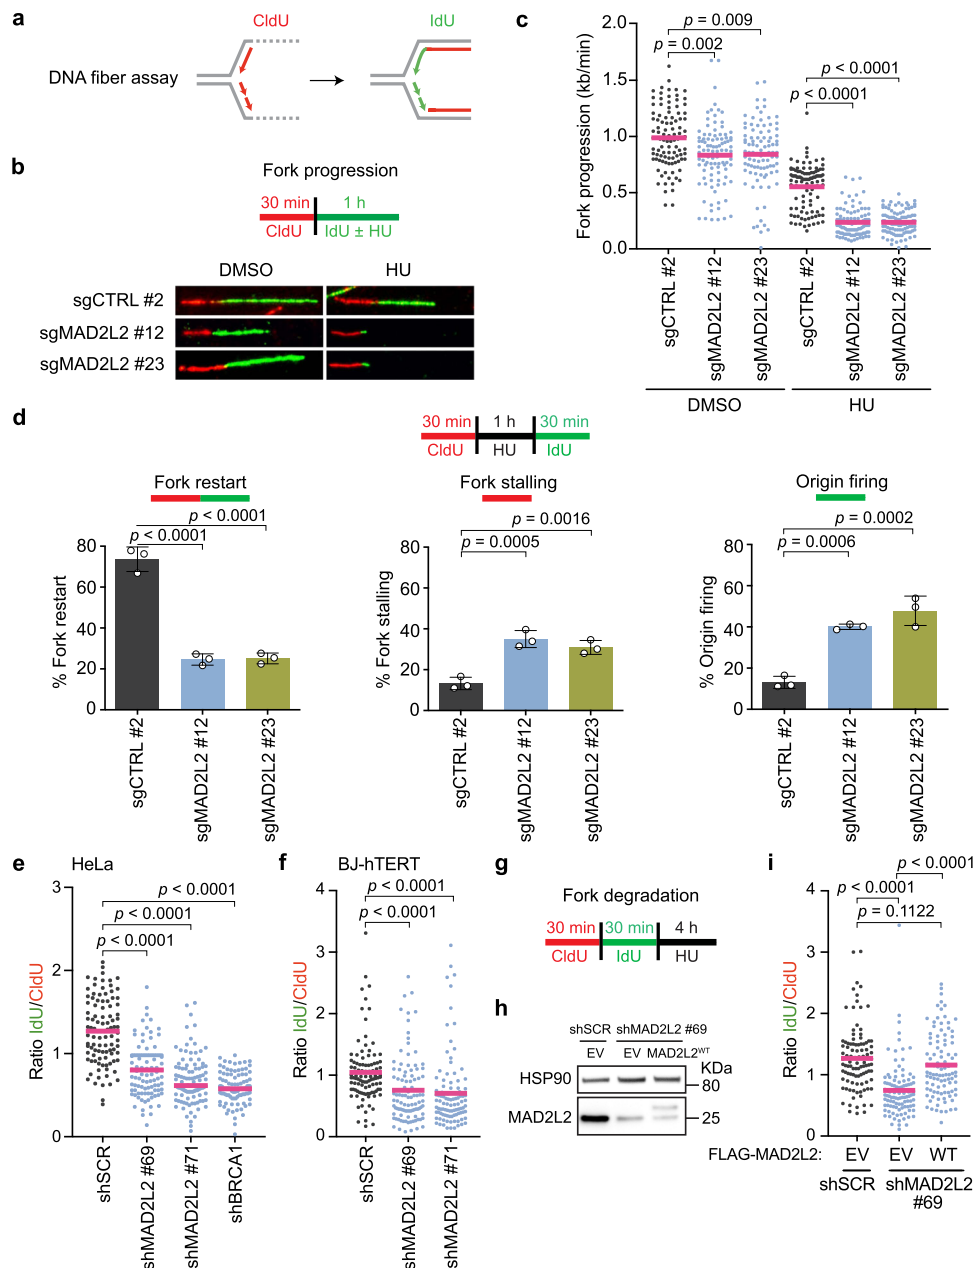 a
CldU
IdU
DNA fiber assay
b
Fork progression
30 min 1 h
CldU IdU ± HU
DMSO HU
sgCTRL #2
sgMAD2L2 #12
sgMAD2L2 #23
c
Fork progression (kb/min)
2.0
1.5
1.0
0.5
0.0
p = 0.009
p = 0.002
p < 0.0001
p < 0.0001
sgCTRL #2
sgMAD2L2 #12
sgMAD2L2 #23
sgCTRL #2
sgMAD2L2 #12
sgMAD2L2 #23
DMSO HU
d
30 min 1 h 30 min
CldU HU IdU
Fork restart
p < 0.0001
p < 0.0001
% Fork restart
80
60
40
20
0
sgCTRL #2
sgMAD2L2 #12
sgMAD2L2 #23
Fork stalling
p = 0.0016
p = 0.0005
% Fork stalling
80
60
40
20
0
sgCTRL #2
sgMAD2L2 #12
sgMAD2L2 #23
Origin firing
p = 0.0002
p = 0.0006
% Origin firing
80
60
40
20
0
sgCTRL #2
sgMAD2L2 #12
sgMAD2L2 #23
e
HeLa
p < 0.0001
p < 0.0001
p < 0.0001
Ratio IdU/CldU
3
2
1
0
shSCR
shMAD2L2 #69
shMAD2L2 #71
shBRCA1
f
BJ-hTERT
p < 0.0001
p < 0.0001
Ratio IdU/CldU
4
3
2
1
0
shSCR
shMAD2L2 #69
shMAD2L2 #71
g
Fork degradation
30 min 30 min 4 h
CldU IdU HU
h
shSCR shMAD2L2 #69
EV EV MAD2L2WT
KDa
HSP90
80
MAD2L2
25
i
p < 0.0001
p < 0.0001
p = 0.1122
Ratio IdU/CldU
4
3
2
1
0
FLAG-MAD2L2: EV EV WT
shSCR shMAD2L2
#69